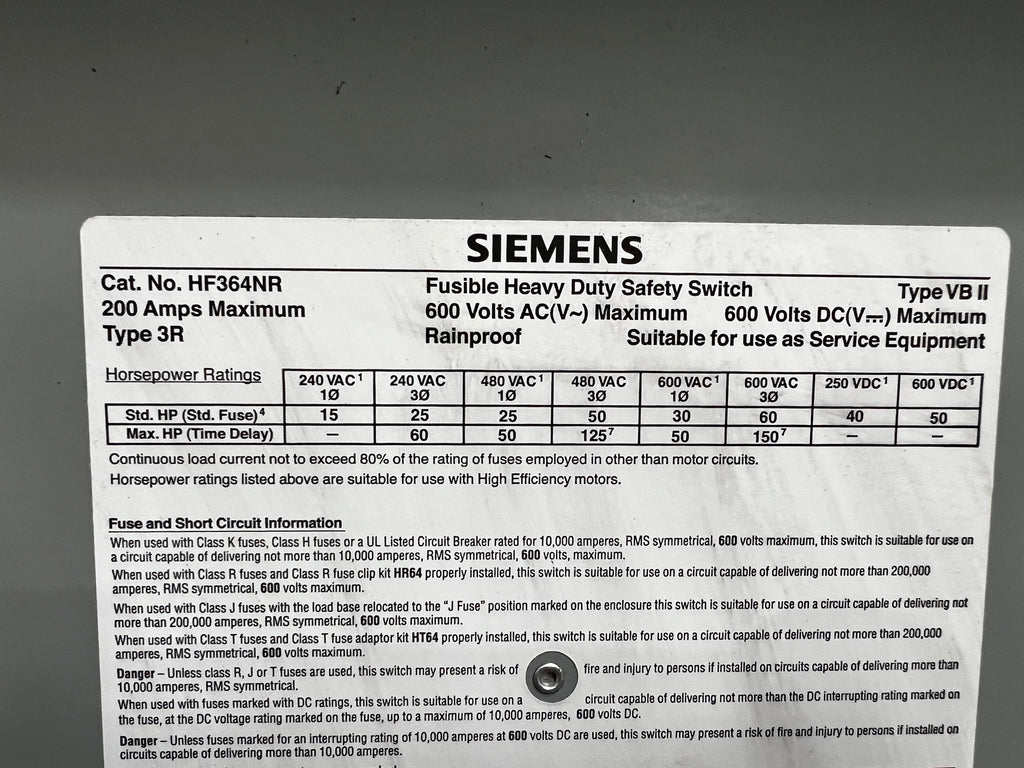 SIEMENS
Cat. No. HF364NR Fusible Heavy Duty Safety Switch Type VB II
200 Amps Maximum 600 Volts AC(V~) Maximum 600 Volts DC(V⎓) Maximum
Type 3R Rainproof Suitable for use as Service Equipment
Horsepower Ratings 240 VAC¹ 240 VAC 480 VAC¹ 480 VAC 600 VAC¹ 600 VAC 250 VDC¹ 600 VDC¹
1Ø 3Ø 1Ø 3Ø 1Ø 3Ø
Std. HP (Std. Fuse)⁴ 15 25 25 50 30 60 40 50
Max. HP (Time Delay) — 60 50 125⁷ 50 150⁷ — —
Continuous load current not to exceed 80% of the rating of fuses employed in other than motor circuits.
Horsepower ratings listed above are suitable for use with High Efficiency motors.
Fuse and Short Circuit Information
When used with Class K fuses, Class H fuses or a UL Listed Circuit Breaker rated for 10,000 amperes, RMS symmetrical, 600 volts maximum, this switch is suitable for use on
a circuit capable of delivering not more than 10,000 amperes, RMS symmetrical, 600 volts, maximum.
When used with Class R fuses and Class R fuse clip kit HR64 properly installed, this switch is suitable for use on a circuit capable of delivering not more than 200,000
amperes, RMS symmetrical, 600 volts maximum.
When used with Class J fuses with the load base relocated to the "J Fuse" position marked on the enclosure this switch is suitable for use on a circuit capable of delivering not
more than 200,000 amperes, RMS symmetrical, 600 volts maximum.
When used with Class T fuses and Class T fuse adaptor kit HT64 properly installed, this switch is suitable for use on a circuit capable of delivering not more than 200,000
amperes, RMS symmetrical, 600 volts maximum.
Danger – Unless class R, J or T fuses are used, this switch may present a risk of fire and injury to persons if installed on circuits capable of delivering more than
10,000 amperes, RMS symmetrical.
When used with fuses marked with DC ratings, this switch is suitable for use on a circuit capable of delivering not more than the DC interrupting rating marked on
the fuse, at the DC voltage rating marked on the fuse, up to a maximum of 10,000 amperes, 600 volts DC.
Danger – Unless fuses marked for an interrupting rating of 10,000 amperes at 600 volts DC are used, this switch may present a risk of fire and injury to persons if installed on
circuits capable of delivering more than 10,000 amperes.